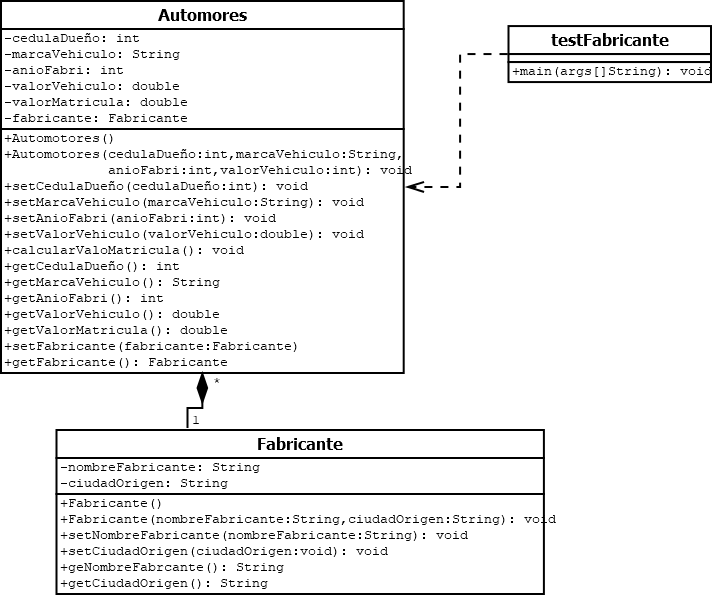 Automores
-cedulaDueño: int
-marcaVehiculo: String
-anioFabri: int
-valorVehiculo: double
-valorMatricula: double
-fabricante: Fabricante
+Automotores()
+Automotores(cedulaDueño:int,marcaVehiculo:String,
anioFabri:int,valorVehiculo:int): void
+setCedulaDueño(cedulaDueño:int): void
+setMarcaVehiculo(marcaVehiculo:String): void
+setAnioFabri(anioFabri:int): void
+setValorVehiculo(valorVehiculo:double): void
+calcularValoMatricula(): void
+getCedulaDueño(): int
+getMarcaVehiculo(): String
+getAnioFabri(): int
+getValorVehiculo(): double
+getValorMatricula(): double
+setFabricante(fabricante:Fabricante)
+getFabricante(): Fabricante
testFabricante
+main(args[]String): void
*
1
Fabricante
-nombreFabricante: String
-ciudadOrigen: String
+Fabricante()
+Fabricante(nombreFabricante:String,ciudadOrigen:String): void
+setNombreFabricante(nombreFabricante:String): void
+setCiudadOrigen(ciudadOrigen:void): void
+geNombreFabrcante(): String
+getCiudadOrigen(): String